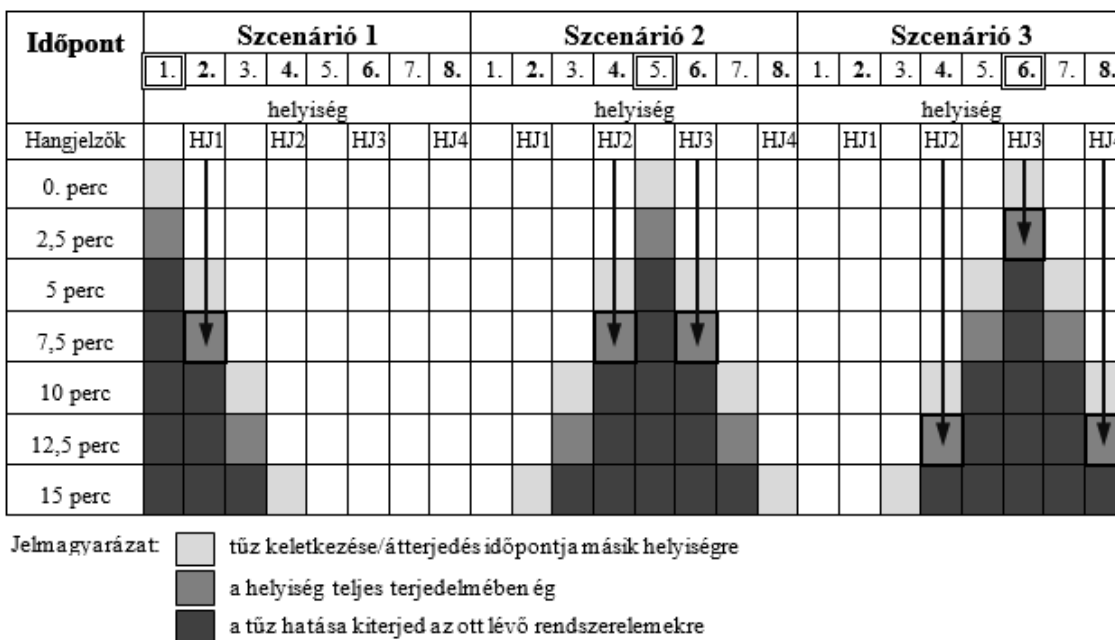 Időpont Szcenárió 1 Szcenárió 2 Szcenárió 3
1. 2. 3. 4. 5. 6. 7. 8. 1. 2. 3. 4. 5. 6. 7. 8. 1. 2. 3. 4. 5. 6. 7. 8.
helyiség helyiség helyiség
Hangjelzők HJ1 HJ2 HJ3 HJ4 HJ1 HJ2 HJ3 HJ4 HJ1 HJ2 HJ3 HJ4
0. perc
2,5 perc
5 perc
7,5 perc
10 perc
12,5 perc
15 perc
Jelmagyarázat:
tűz keletkezése/átterjedés időpontja másik helyiségre
a helyiség teljes terjedelmében ég
a tűz hatása kiterjed az ott lévő rendszerelemekre